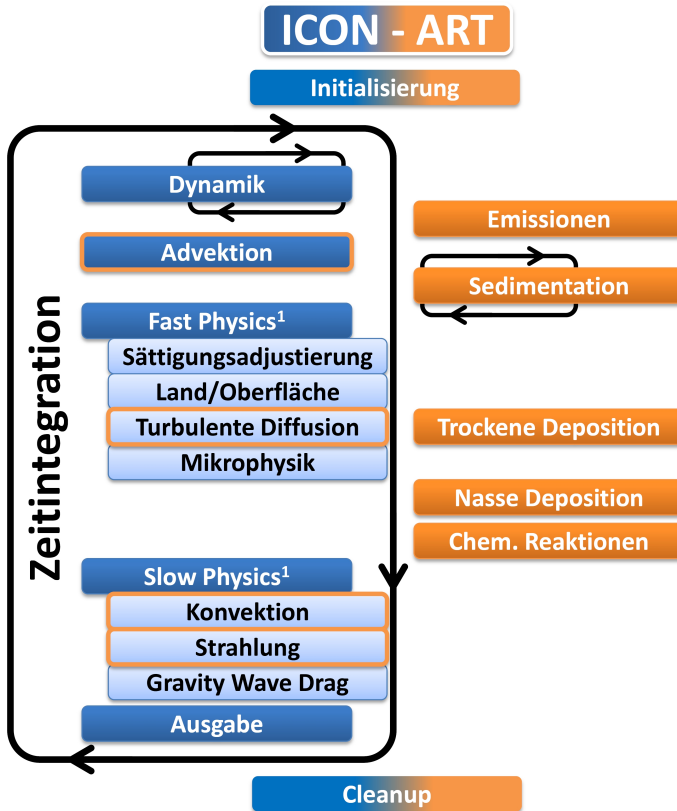 ICON - ART
Initialisierung
Zeitintegration
Dynamik
Advektion
Fast Physics¹
Sättigungsadjustierung
Land/Oberfläche
Turbulente Diffusion
Mikrophysik
Slow Physics¹
Konvektion
Strahlung
Gravity Wave Drag
Ausgabe
Emissionen
Sedimentation
Trockene Deposition
Nasse Deposition
Chem. Reaktionen
Cleanup